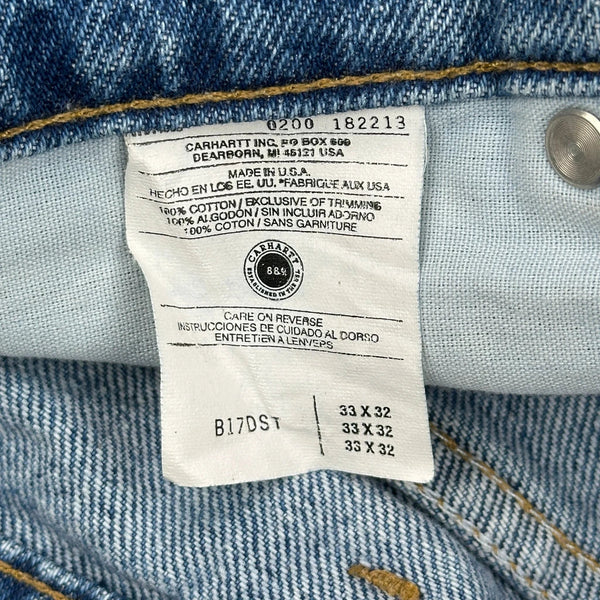 0200 182213
CARHARTT INC. PO BOX 600
DEARBORN, MI 48121 USA
MADE IN U.S.A.
HECHO EN LOS EE. UU. *FABRIQUE AUX USA
100% COTTON / EXCLUSIVE OF TRIMMING
100% ALGODON / SIN INCLUIR ADORNO
100% COTON / SANS GARNITURE
CARHARTT
ESTABLISHED IN THE USA
CARE ON REVERSE
INSTRUCCIONES DE CUIDADO AL DORSO
ENTRETIEN A L'ENVERS
B17DST
33 X 32
33 X 32
33 X 32